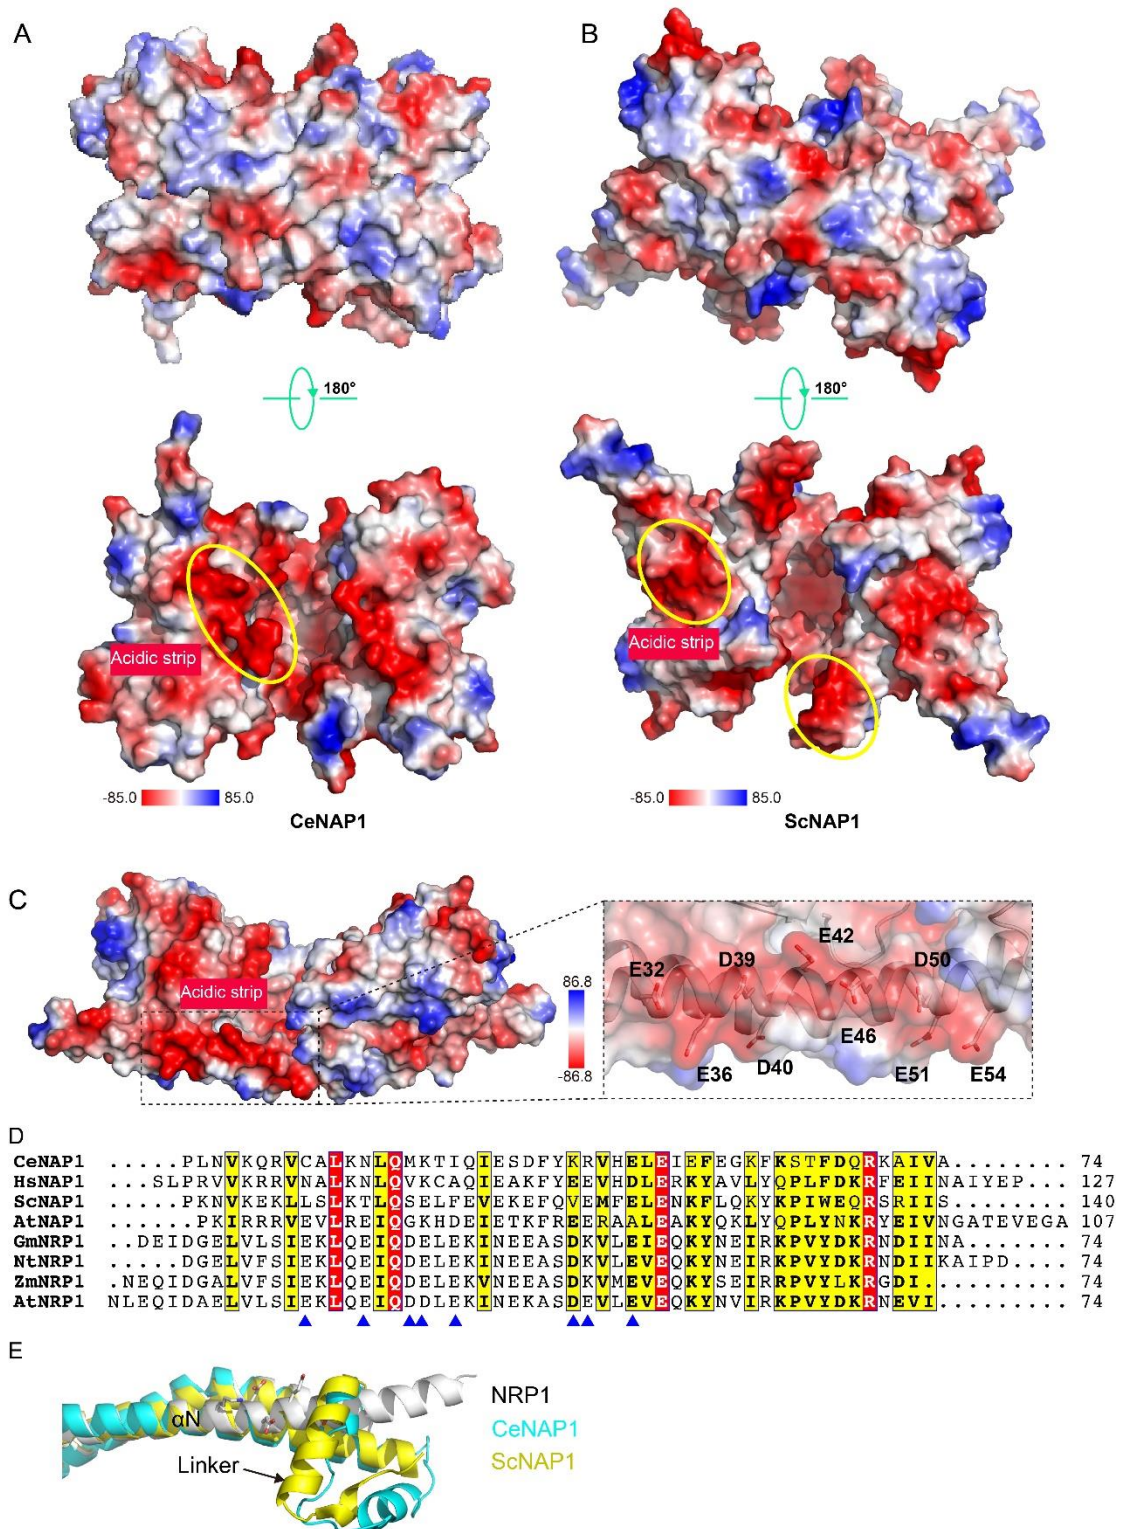 A
B
180°
180°
Acidic strip
Acidic strip
-85.0 85.0
-85.0 85.0
CeNAP1
ScNAP1
C
Acidic strip
86.8
-86.8
E42
E32
D39
D50
E46
E36
D40
E51
E54
D
CeNAP1 ......PLNVKQRVCALKNLQMKTIQIESDFYKRVHELEIEFEGKFKSTFDQRKAIVA.......... 74
HsNAP1 ....SLPRVVKRRVNALKNLQVKCAQIEAKFYEEVHDLERKYAVLYQPLFDKRFEIINAIYEP... 127
ScNAP1 ......PKNVKEKLLSLKTLQSELFEVEKEFQVEMFELENKFLQKYKPIWEQRSRIIS........ 140
AtNAP1 .......PKIRRRVEVLREIQGKHDEIETKFREERAALEAKYQKLYQPLYNKRYEIVNGATEVEGA 107
GmNRP1 ..DEIDGELVLSIEKLQEIQDELEKINEEASDKVLEIEQKYNEIRKPVYDKRNDIINA........ 74
NtNRP1 .....DGELVFSIEKLQEIQDELEKINEEASDKVLEVEQKYNEIRKPVYDKRNDIIKAIPD.... 74
ZmNRP1 .NEQIDGALVFSIEKLQEIQDELEKVNEEASDKVMEVEQKYSEIRRPVYLKRGDI........... 74
AtNRP1 NLEQIDAELVLSIEKLQEIQDDLEKINEKASDEVLEVEQKYNVIRKPVYDKRNEVI.......... 74
E
αN
Linker
NRP1
CeNAP1
ScNAP1